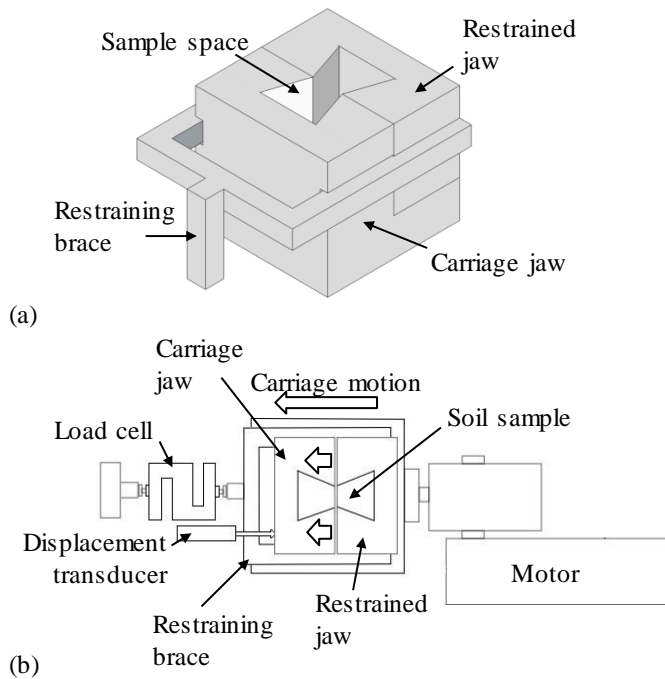 Sample space
Restrained
jaw
Restraining
brace
Carriage jaw
(a)
Carriage
jaw
Carriage motion
Load cell
Soil sample
Displacement
transducer
Motor
Restraining
brace
Restrained
jaw
(b)